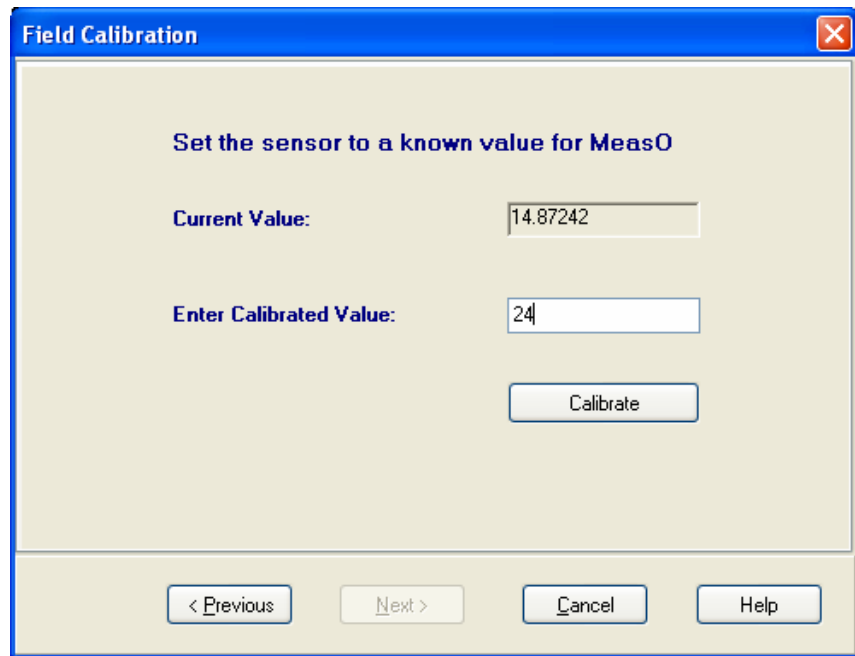 Field Calibration
Set the sensor to a known value for MeasO
Current Value: 14.87242
Enter Calibrated Value: 24
Calibrate
< Previous Next > Cancel Help